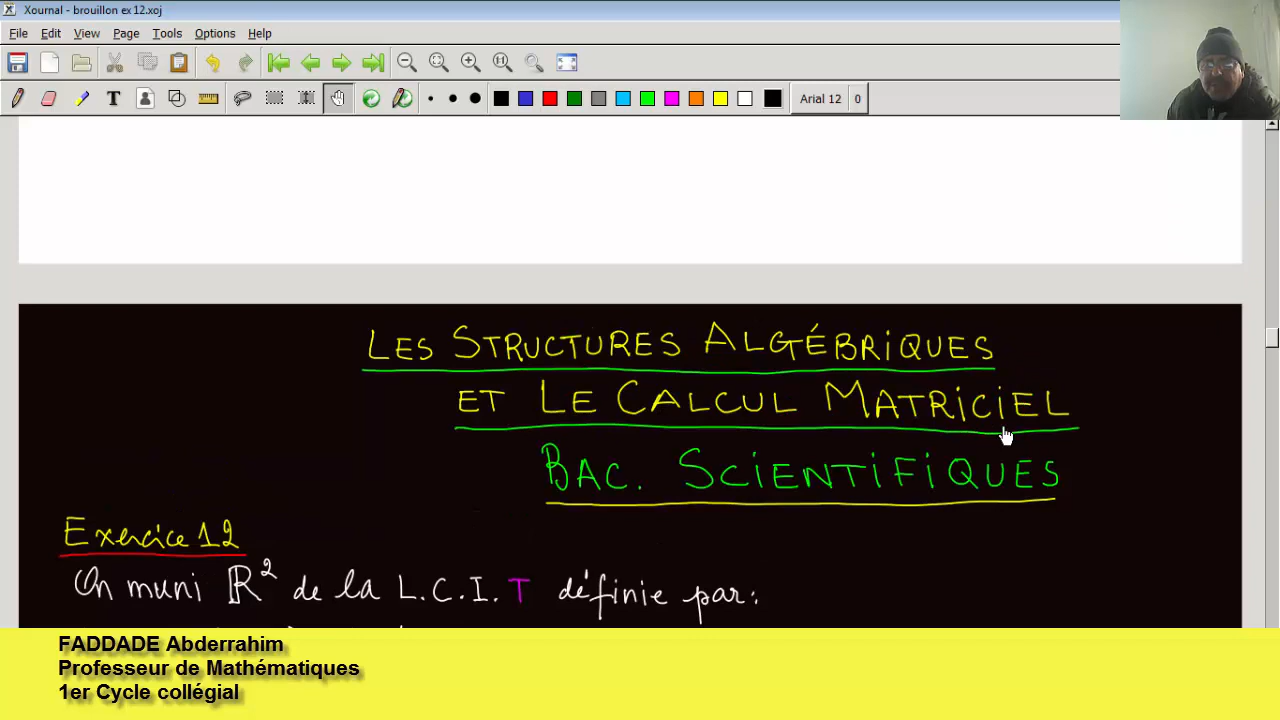 Xournal - brouillon ex 12.xoj
File Edit View Page Tools Options Help
T Arial 12 0
LES STRUCTURES ALGÉBRIQUES
ET LE CALCUL MATRICIEL
BAC. SCIENTIFIQUES
Exercice 12
On muni ℝ² de la L.C.I. T définie par:
FADDADE Abderrahim
Professeur de Mathématiques
1er Cycle collégial